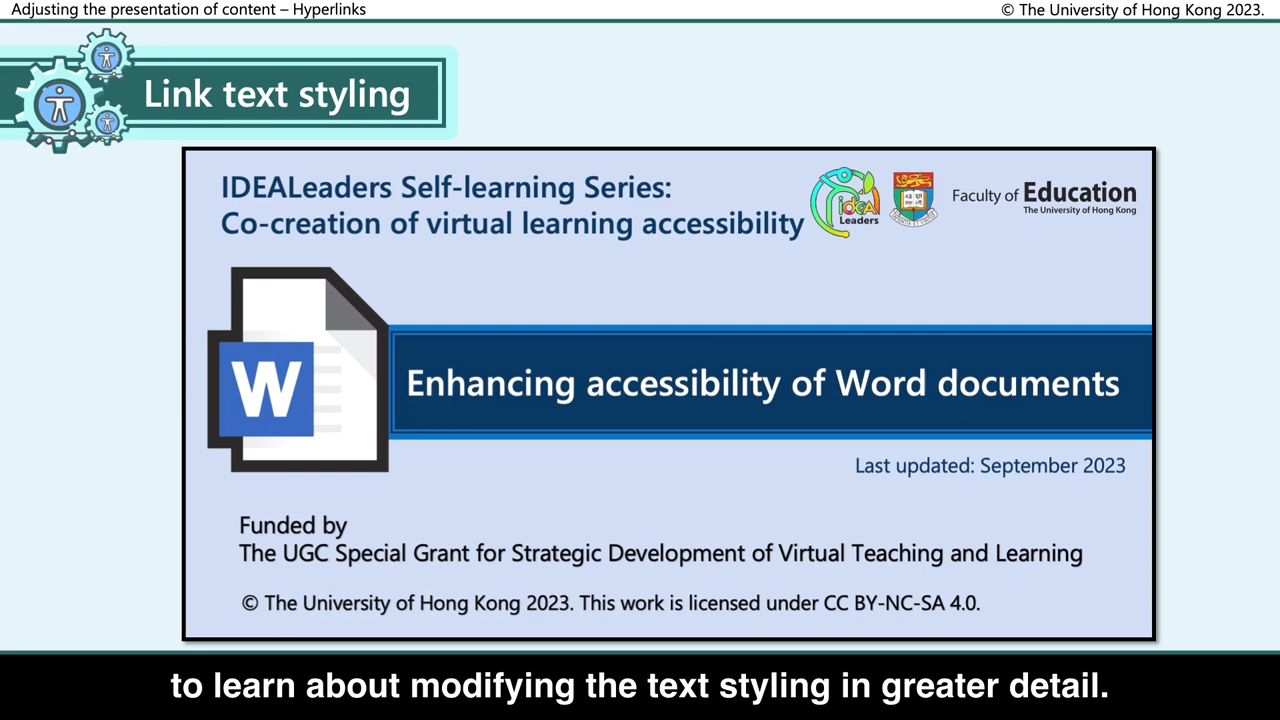 Adjusting the presentation of content – Hyperlinks
© The University of Hong Kong 2023.
Link text styling
IDEALeaders Self-learning Series:
Co-creation of virtual learning accessibility
ideal
Leaders
Faculty of Education
The University of Hong Kong
W
Enhancing accessibility of Word documents
Last updated: September 2023
Funded by
The UGC Special Grant for Strategic Development of Virtual Teaching and Learning
© The University of Hong Kong 2023. This work is licensed under CC BY-NC-SA 4.0.
to learn about modifying the text styling in greater detail.